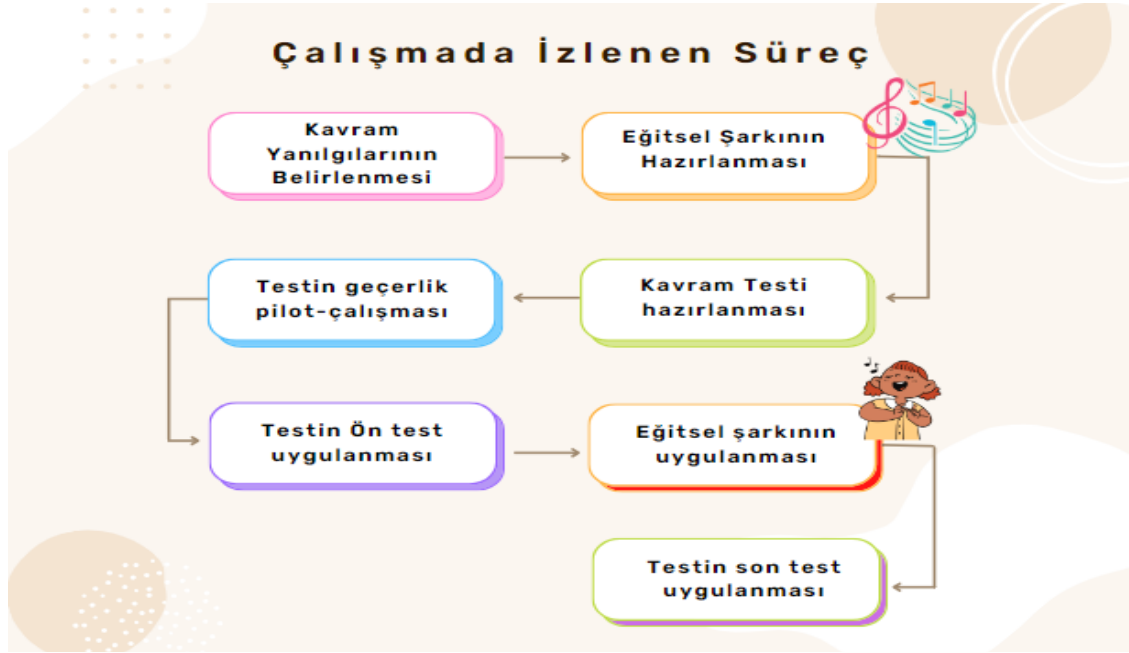 Çalışmada İzlenen Süreç
Kavram
Yanılgılarının
Belirlenmesi
Eğitsel Şarkının
Hazırlanması
Kavram Testi
hazırlanması
Testin geçerlik
pilot-çalışması
Testin Ön test
uygulanması
Eğitsel şarkının
uygulanması
Testin son test
uygulanması